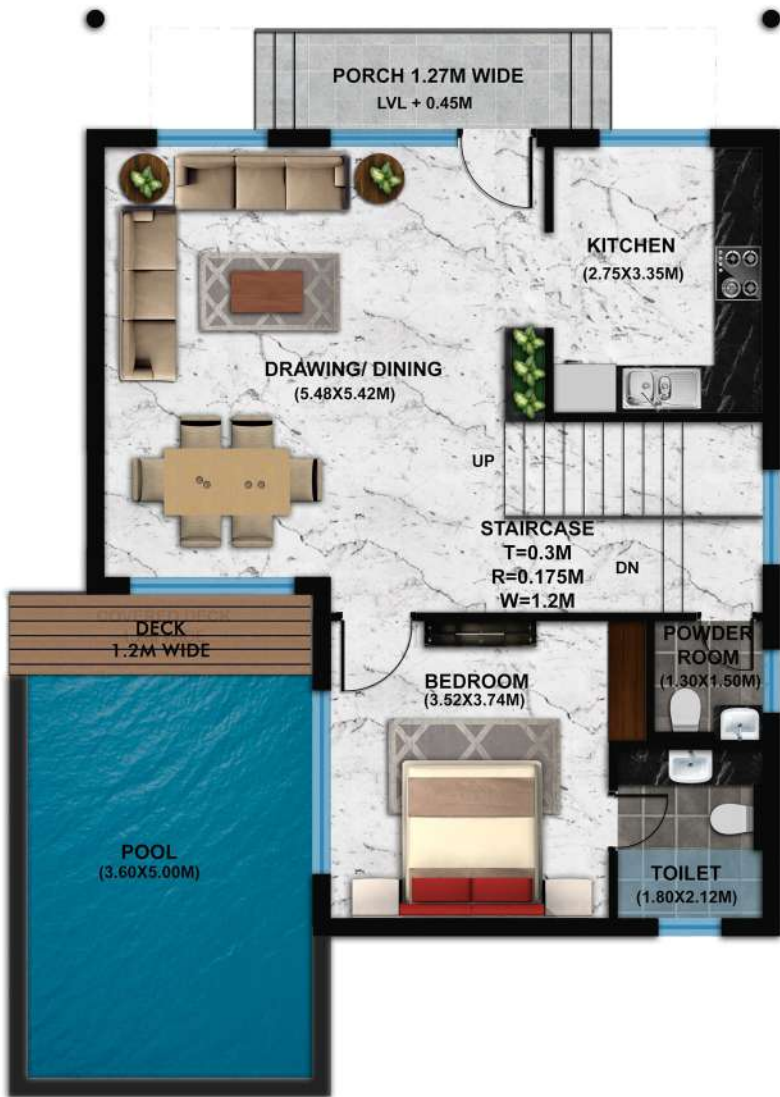 PORCH 1.27M WIDE
LVL + 0.45M
KITCHEN
(2.75X3.35M)
DRAWING/ DINING
(5.48X5.42M)
UP
STAIRCASE
T=0.3M
R=0.175M
W=1.2M
DN
COVERED DECK
DECK
1.2M WIDE
POWDER
ROOM
(1.30X1.50M)
BEDROOM
(3.52X3.74M)
POOL
(3.60X5.00M)
TOILET
(1.80X2.12M)